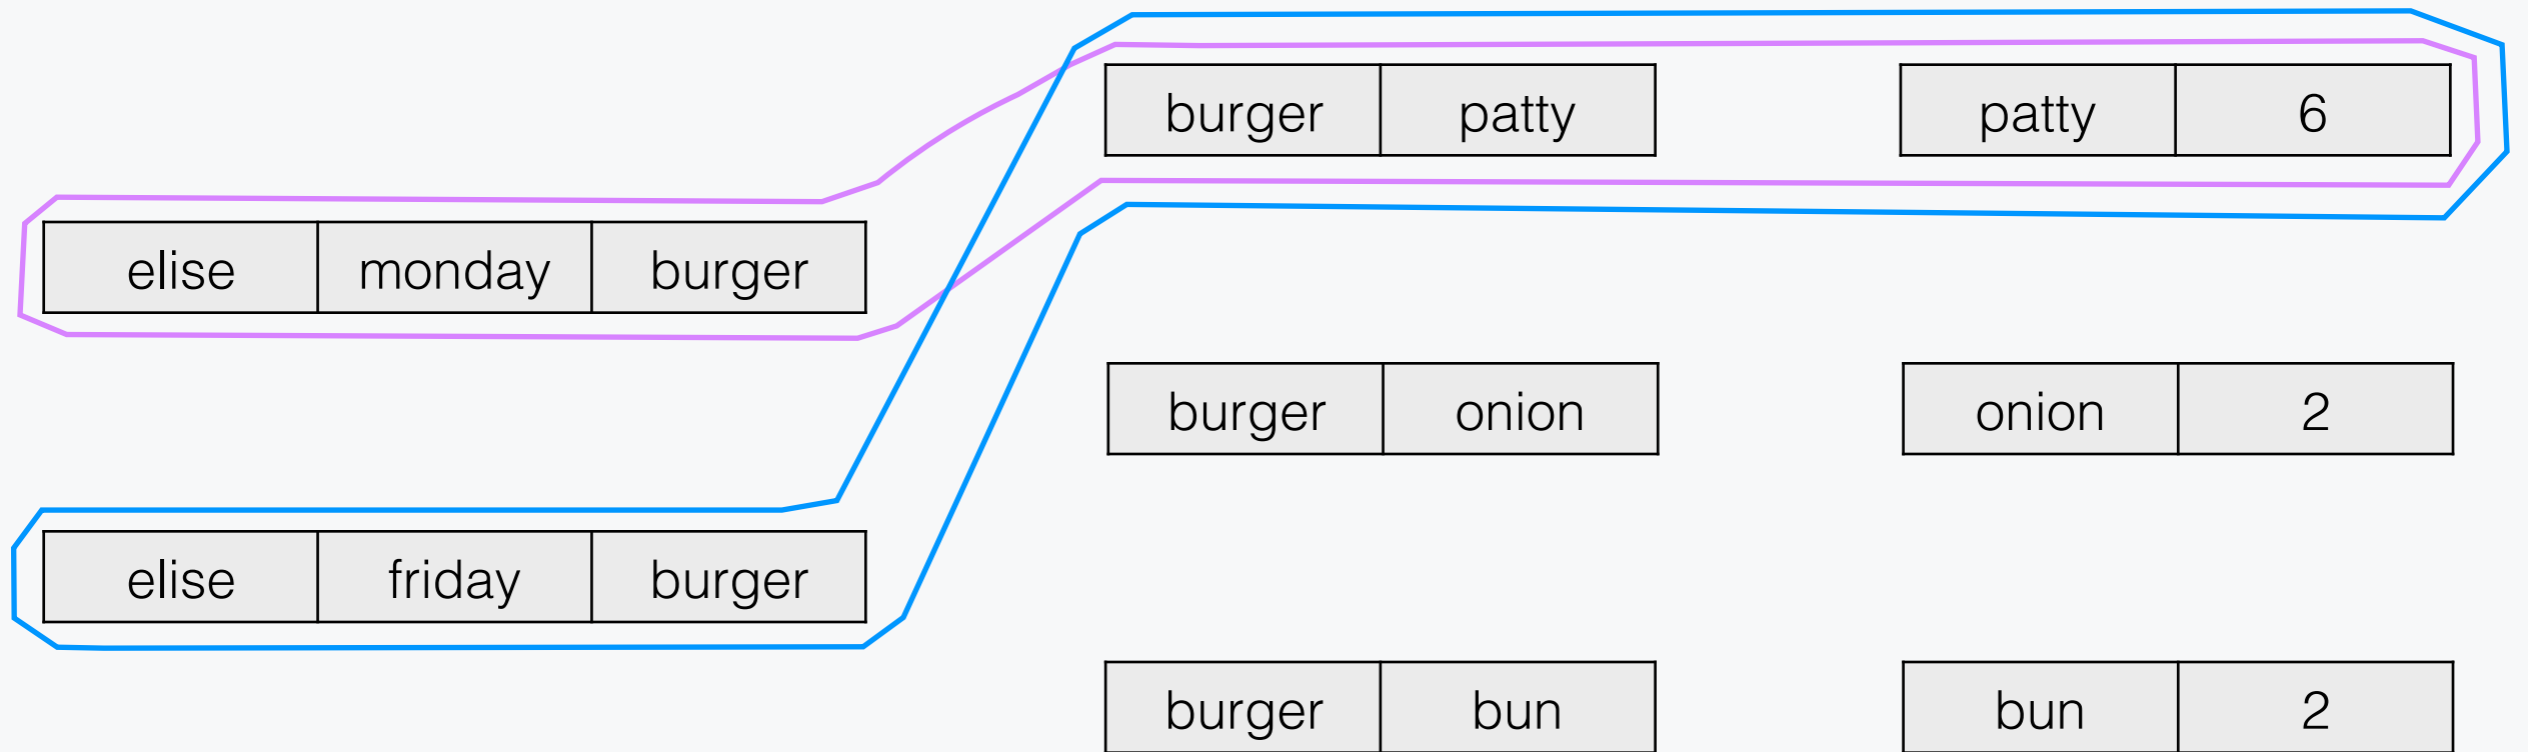 burger patty patty 6
elise monday burger
burger onion onion 2
elise friday burger
burger bun bun 2